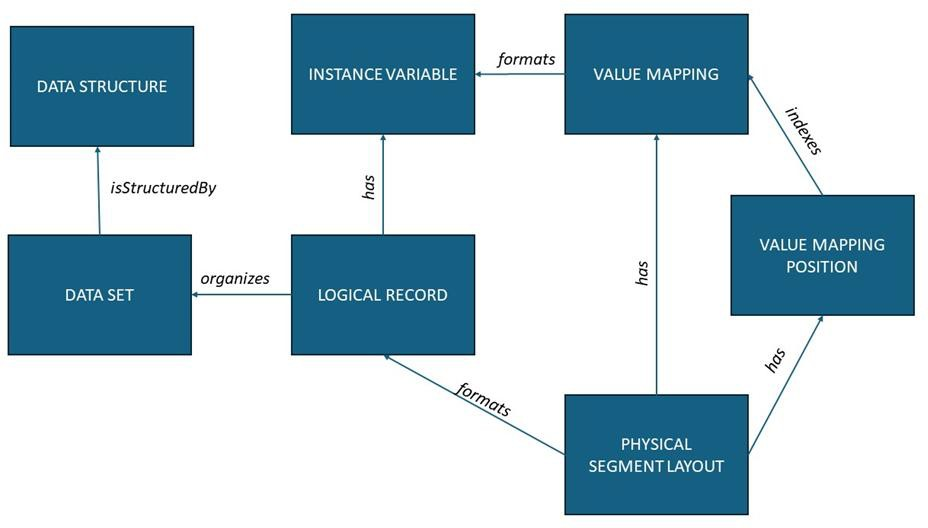 DATA STRUCTURE
INSTANCE VARIABLE
formats
VALUE MAPPING
indexes
isStructuredBy
has
VALUE MAPPING
POSITION
DATA SET
organizes
LOGICAL RECORD
has
formats
has
PHYSICAL
SEGMENT LAYOUT